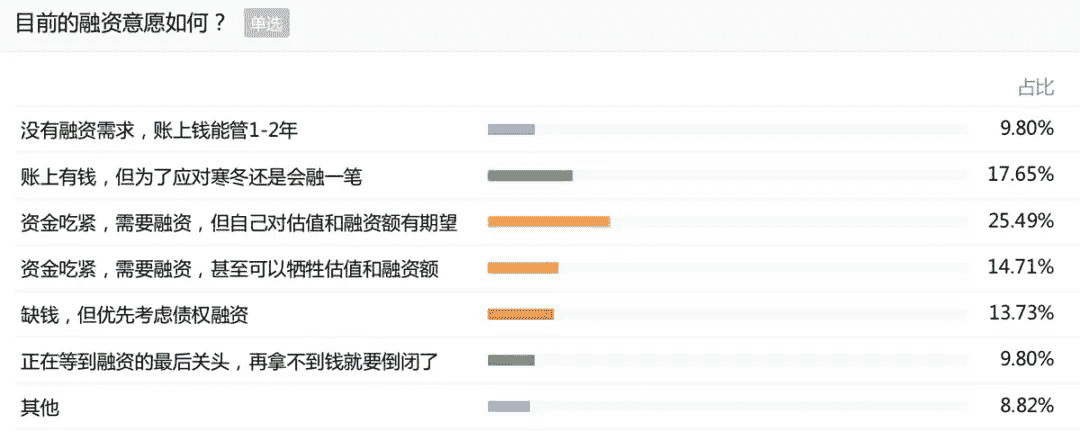 目前的融资意愿如何？ 单选
占比
没有融资需求，账上钱能管1-2年 9.80%
账上有钱，但为了应对寒冬还是会融一笔 17.65%
资金吃紧，需要融资，但自己对估值和融资额有期望 25.49%
资金吃紧，需要融资，甚至可以牺牲估值和融资额 14.71%
缺钱，但优先考虑债权融资 13.73%
正在等到融资的最后关头，再拿不到钱就要倒闭了 9.80%
其他 8.82%